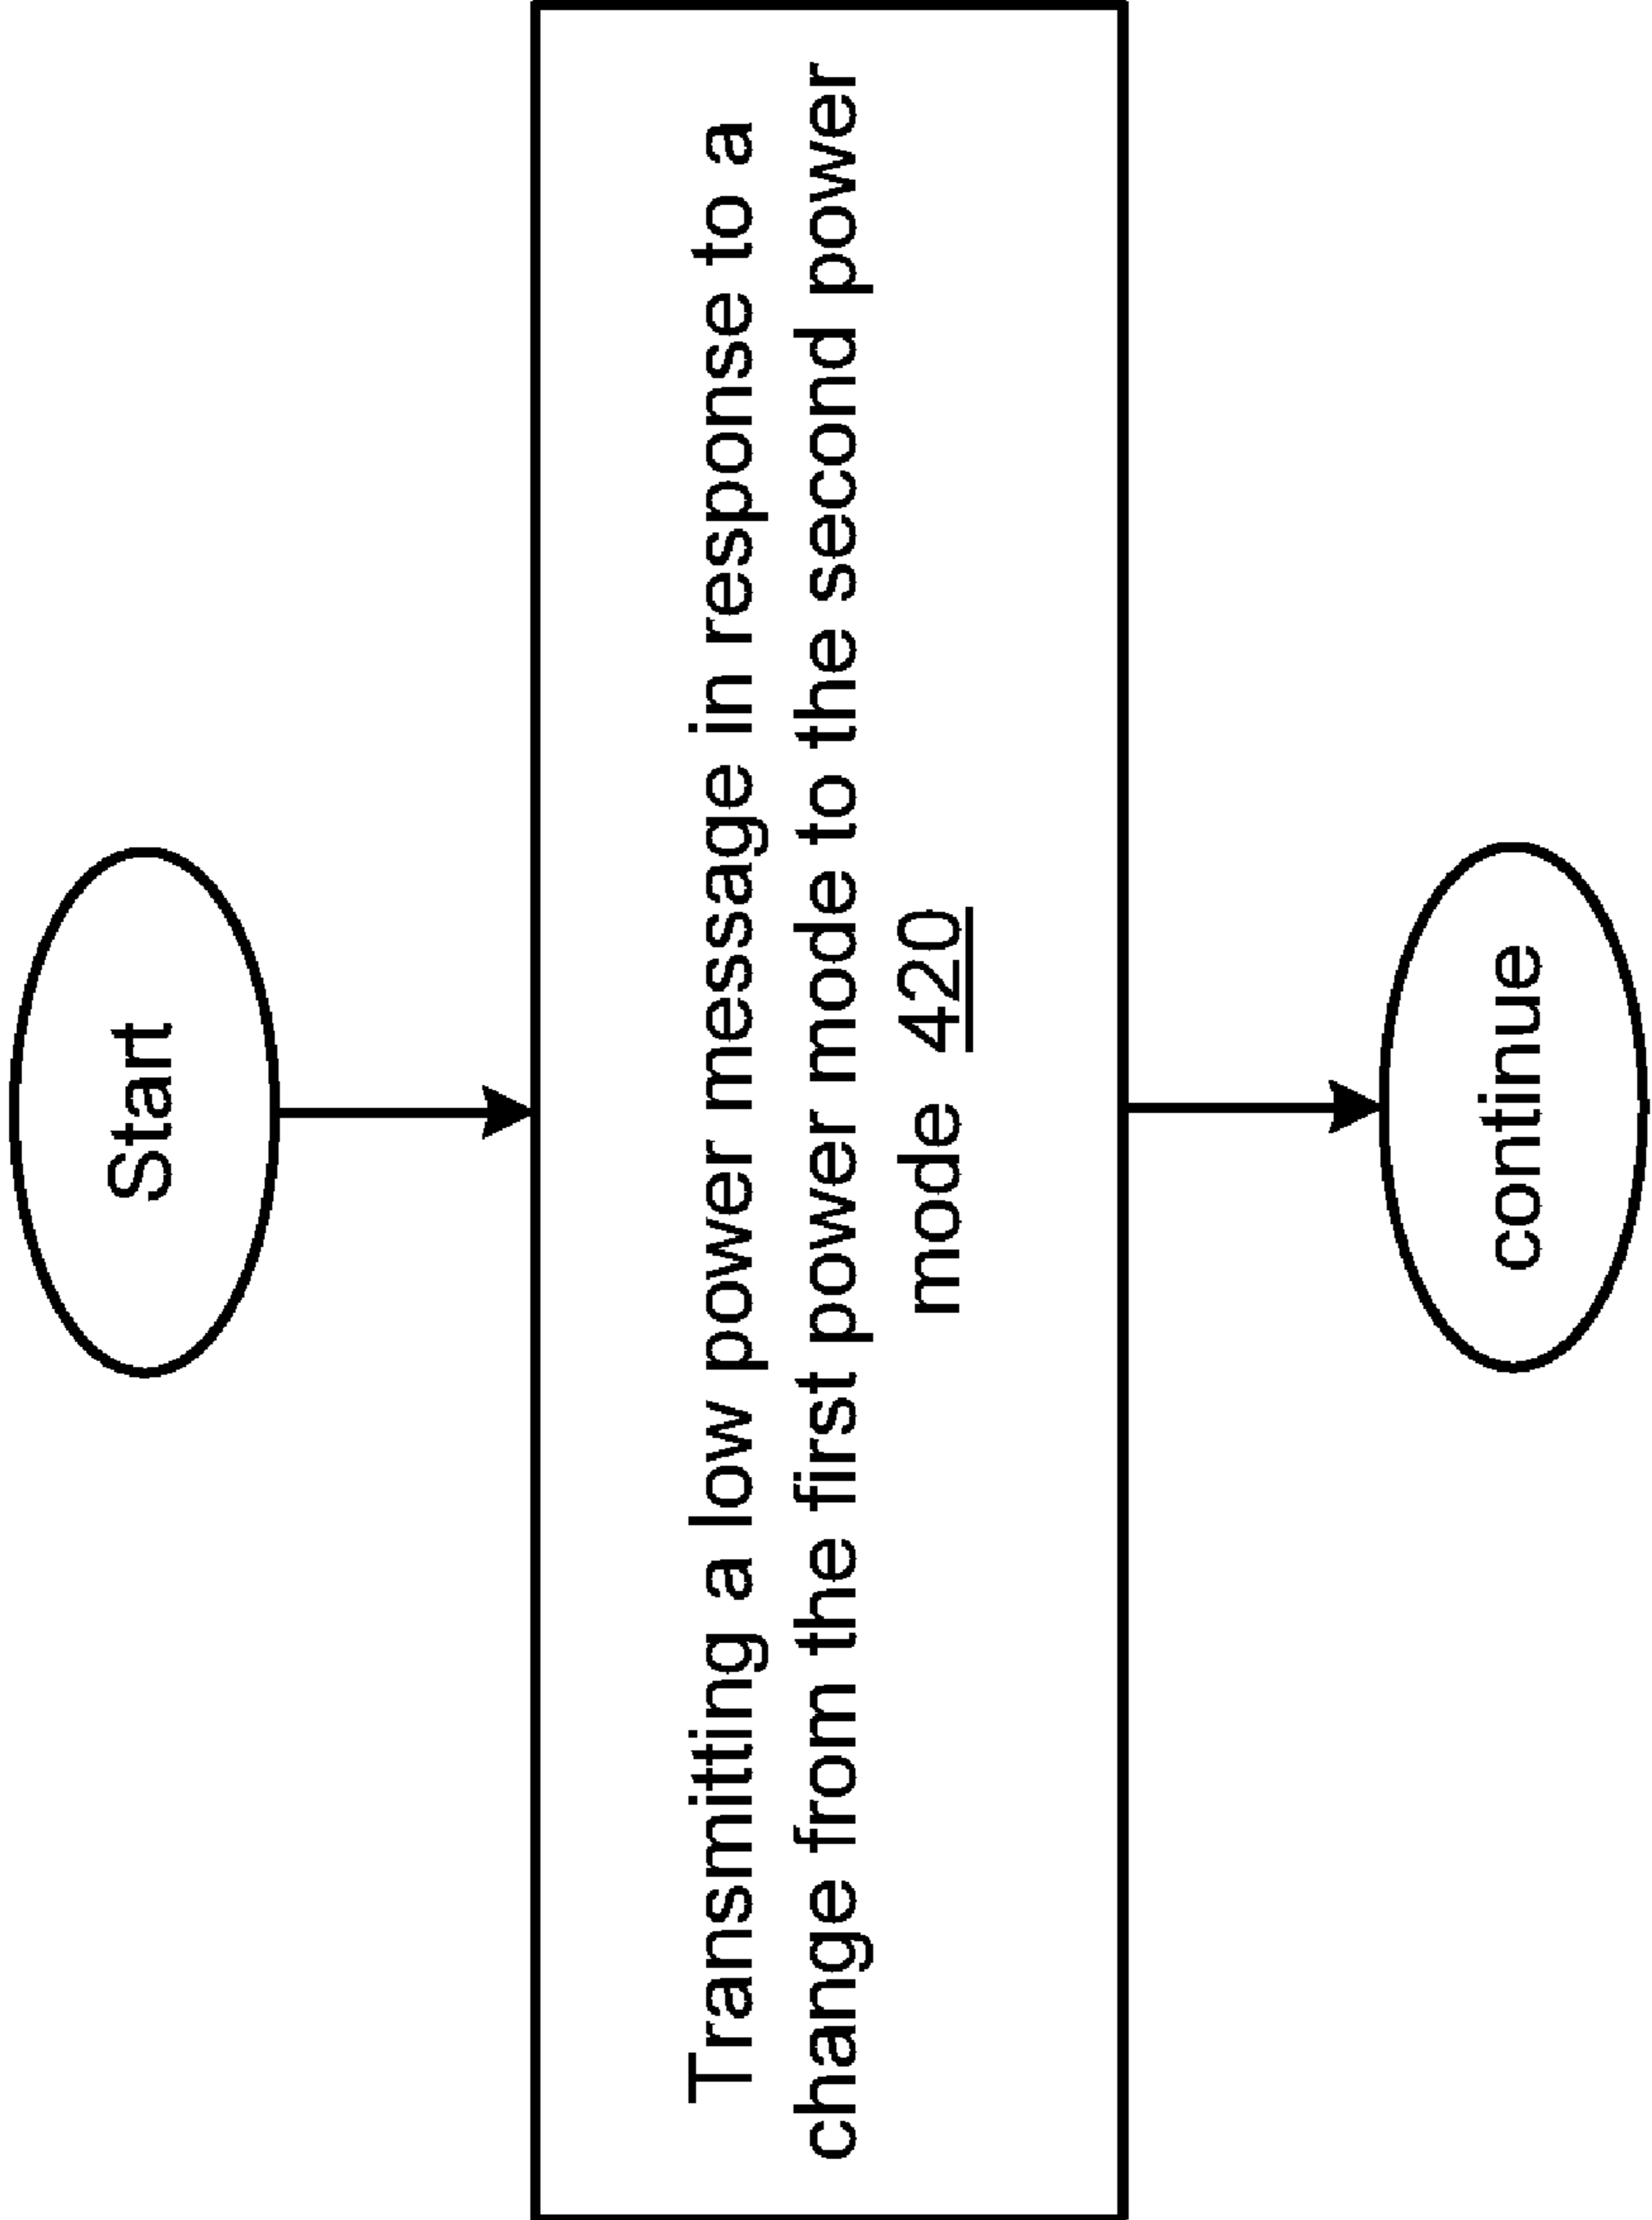 Start
Transmitting a low power message in response to a
change from the first power mode to the second power
mode 420
continue